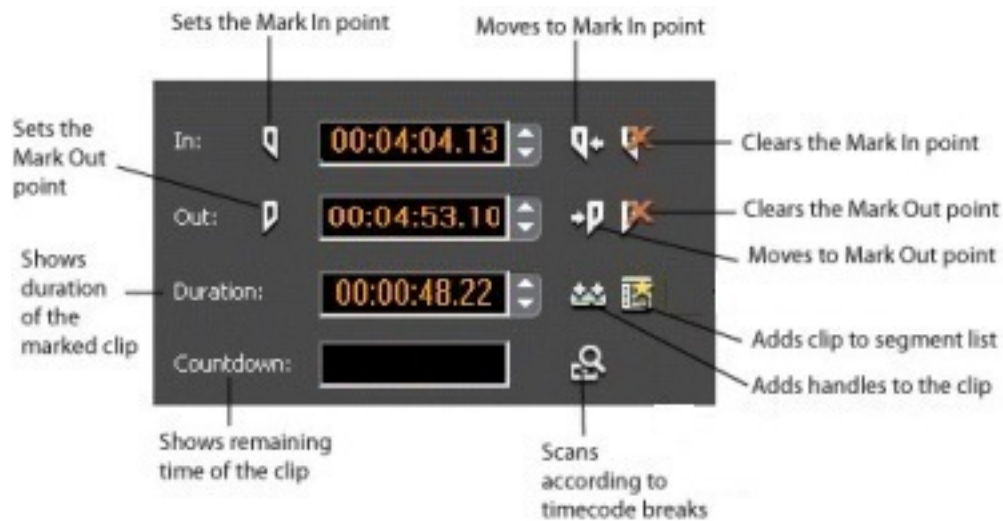 Sets the Mark In point
Moves to Mark In point
Sets the
Mark Out
point
In:
00:04:04.13
Clears the Mark In point
Out:
00:04:53.10
Clears the Mark Out point
Moves to Mark Out point
Shows
duration
of the
marked clip
Duration:
00:00:48.22
Adds clip to segment list
Adds handles to the clip
Countdown:
Shows remaining
time of the clip
Scans
according to
timecode breaks